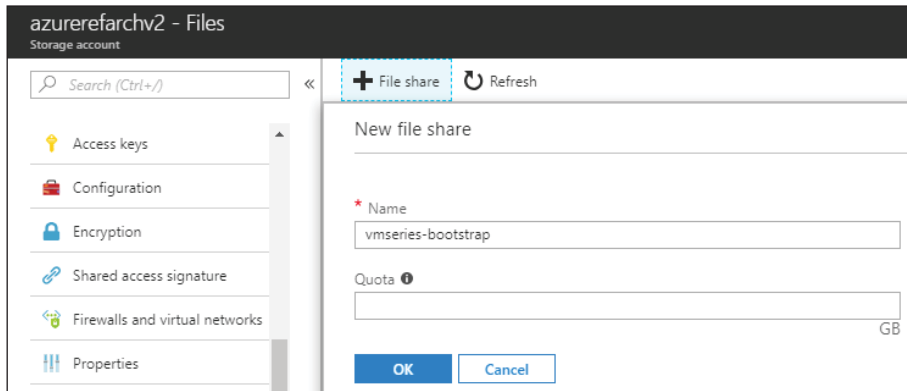 azurerefarchv2 - Files
Storage account
Search (Ctrl+/)
«
File share
Refresh
Access keys
Configuration
Encryption
Shared access signature
Firewalls and virtual networks
Properties
New file share
* Name
vmseries-bootstrap
Quota
GB
OK
Cancel